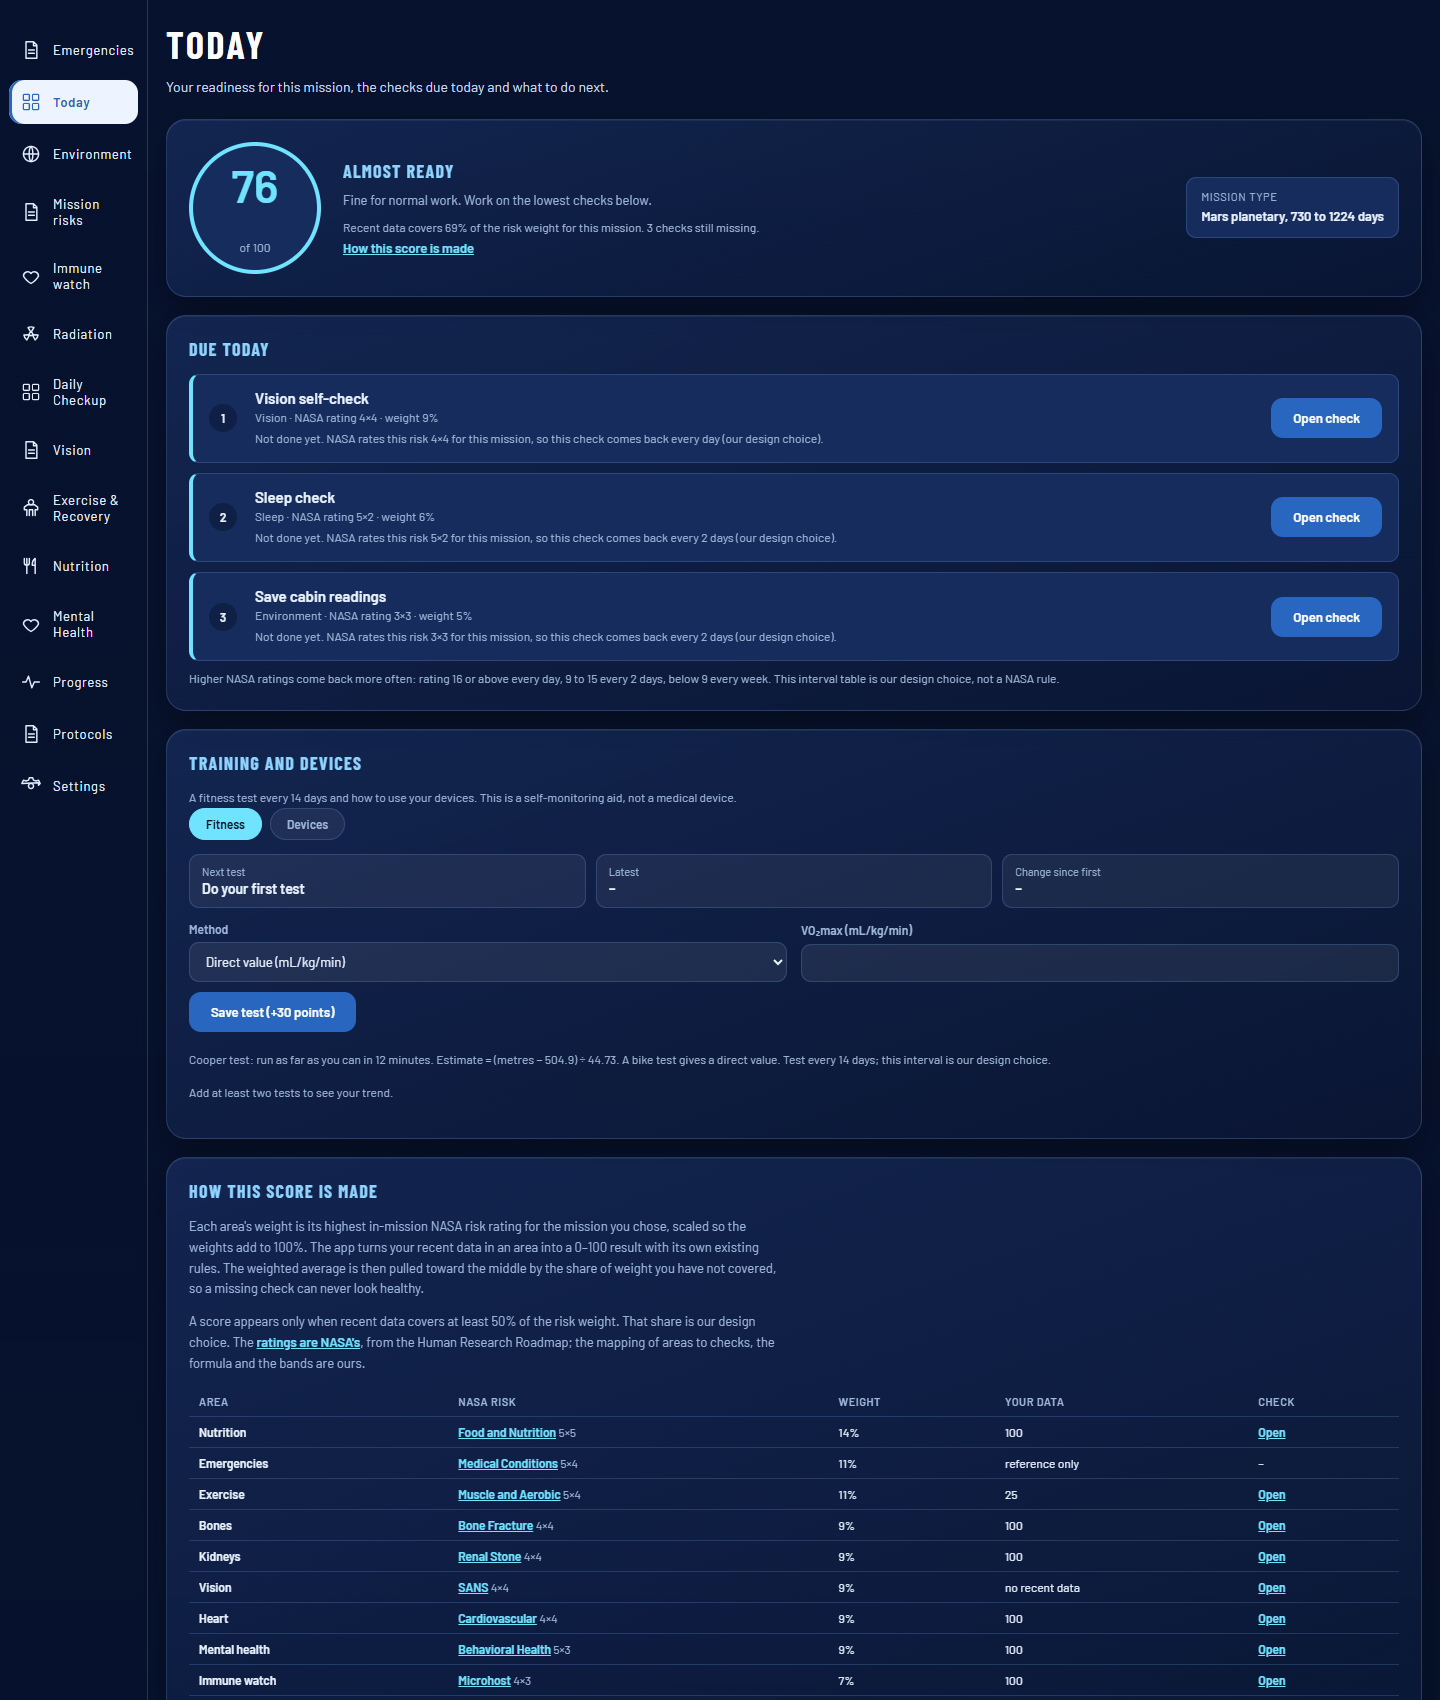 Emergencies
Today
Environment
Mission
risks
Immune
watch
Radiation
Daily
Checkup
Vision
Exercise &
Recovery
Nutrition
Mental
Health
Progress
Protocols
Settings
TODAY
Your readiness for this mission, the checks due today and what to do next.
76
of 100
ALMOST READY
Fine for normal work. Work on the lowest checks below.
Recent data covers 69% of the risk weight for this mission. 3 checks still missing.
How this score is made
MISSION TYPE
Mars planetary, 730 to 1224 days
DUE TODAY
1
Vision self-check
Vision · NASA rating 4×4 · weight 9%
Not done yet. NASA rates this risk 4×4 for this mission, so this check comes back every day (our design choice).
Open check
2
Sleep check
Sleep · NASA rating 5×2 · weight 6%
Not done yet. NASA rates this risk 5×2 for this mission, so this check comes back every 2 days (our design choice).
Open check
3
Save cabin readings
Environment · NASA rating 3×3 · weight 5%
Not done yet. NASA rates this risk 3×3 for this mission, so this check comes back every 2 days (our design choice).
Open check
Higher NASA ratings come back more often: rating 16 or above every day, 9 to 15 every 2 days, below 9 every week. This interval table is our design choice, not a NASA rule.
TRAINING AND DEVICES
A fitness test every 14 days and how to use your devices. This is a self-monitoring aid, not a medical device.
Fitness Devices
Next test
Do your first test
Latest
–
Change since first
–
Method
Direct value (mL/kg/min)
VO₂max (mL/kg/min)
Save test (+30 points)
Cooper test: run as far as you can in 12 minutes. Estimate = (metres − 504.9) ÷ 44.73. A bike test gives a direct value. Test every 14 days; this interval is our design choice.
Add at least two tests to see your trend.
HOW THIS SCORE IS MADE
Each area's weight is its highest in-mission NASA risk rating for the mission you chose, scaled so the
weights add to 100%. The app turns your recent data in an area into a 0–100 result with its own existing
rules. The weighted average is then pulled toward the middle by the share of weight you have not covered,
so a missing check can never look healthy.
A score appears only when recent data covers at least 50% of the risk weight. That share is our design
choice. The ratings are NASA's, from the Human Research Roadmap; the mapping of areas to checks, the
formula and the bands are ours.
AREA NASA RISK WEIGHT YOUR DATA CHECK
Nutrition Food and Nutrition 5×5 14% 100 Open
Emergencies Medical Conditions 5×4 11% reference only –
Exercise Muscle and Aerobic 5×4 11% 25 Open
Bones Bone Fracture 4×4 9% 100 Open
Kidneys Renal Stone 4×4 9% 100 Open
Vision SANS 4×4 9% no recent data Open
Heart Cardiovascular 4×4 9% 100 Open
Mental health Behavioral Health 5×3 9% 100 Open
Immune watch Microhost 4×3 7% 100 Open